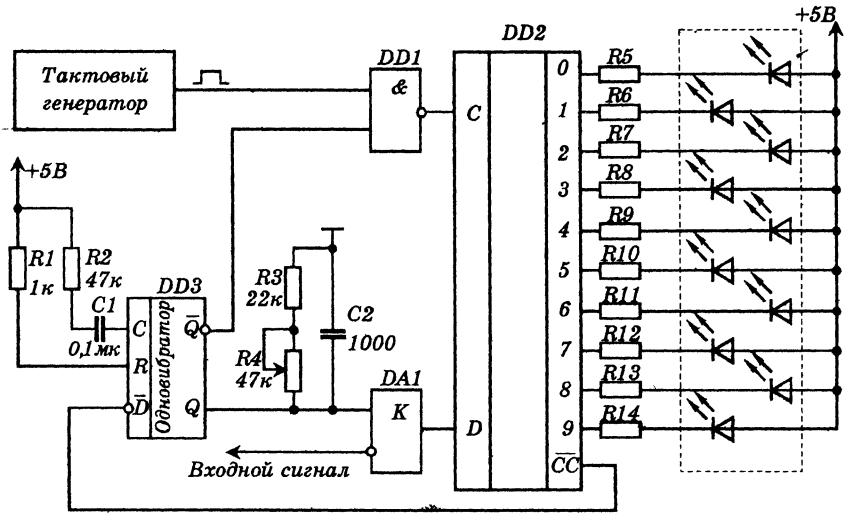 +5В
DD1
DD2
Тактовый
генератор
&
C
D
0
1
2
3
4
5
6
7
8
9
C̅C̅
R5
R6
R7
R8
R9
R10
R11
R12
R13
R14
+5В
R1
1к
R2
47к
C1
0,1мк
DD3
C
R
D̅
Одновибратор
Q̅
Q
R3
22к
R4
47к
C2
1000
DA1
K
Входной сигнал